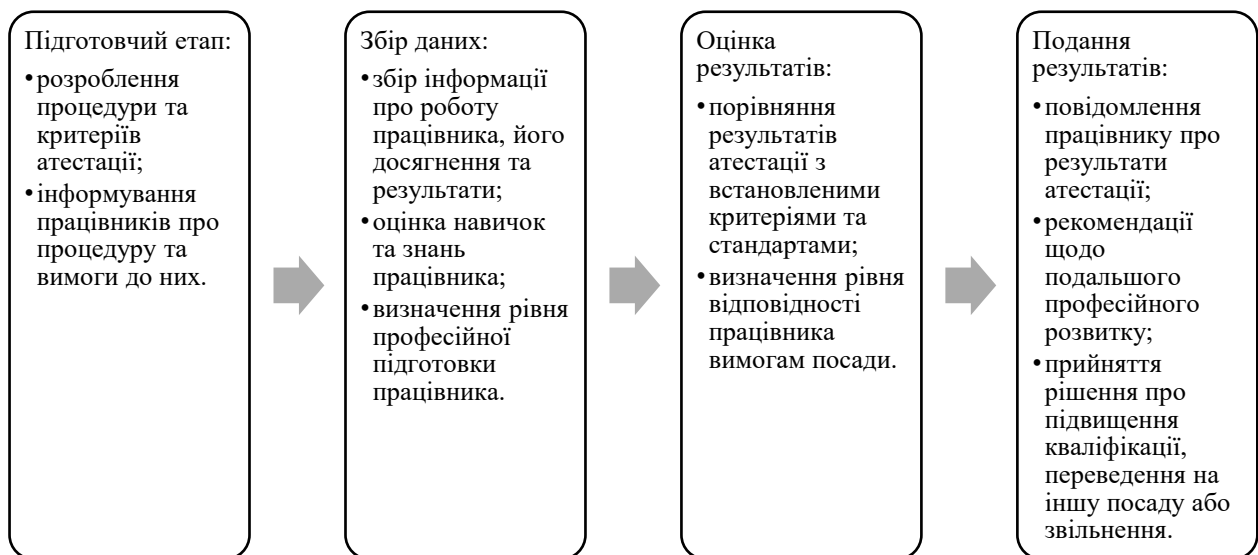 Підготовчий етап:
•розроблення
процедури та
критеріїв
атестації;
•інформування
працівників про
процедуру та
вимоги до них.
Збір даних:
•збір інформації
про роботу
працівника, його
досягнення та
результати;
•оцінка навичок
та знань
працівника;
•визначення рівня
професійної
підготовки
працівника.
Оцінка
результатів:
•порівняння
результатів
атестації з
встановленими
критеріями та
стандартами;
•визначення рівня
відповідності
працівника
вимогам посади.
Подання
результатів:
•повідомлення
працівнику про
результати
атестації;
•рекомендації
щодо
подальшого
професійного
розвитку;
•прийняття
рішення про
підвищення
кваліфікації,
переведення на
іншу посаду або
звільнення.